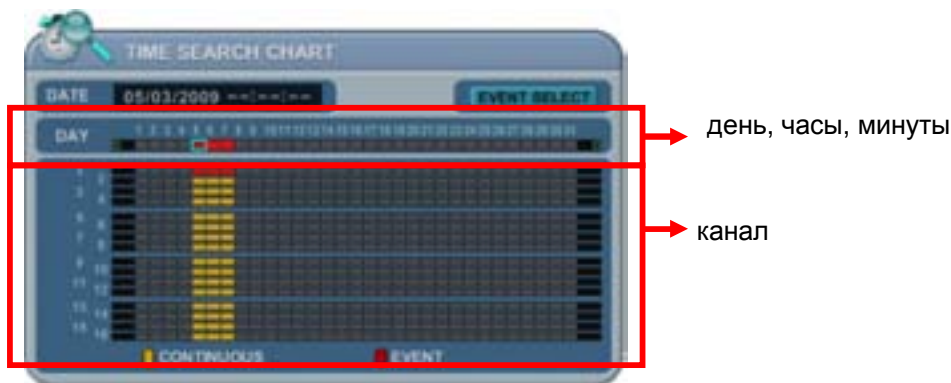 TIME SEARCH CHART
DATE 05/03/2009 --:--:-- EVENT SELECT
DAY 1 2 3 4 5 6 7 8 9 10 11 12 13 14 15 16 17 18 19 20 21 22 23 24 25 26 27 28 29 30 31
день, часы, минуты
1 2
3 4
канал
5 6
7 8
9 10
11 12
13 14
15 16
CONTINUOUS EVENT